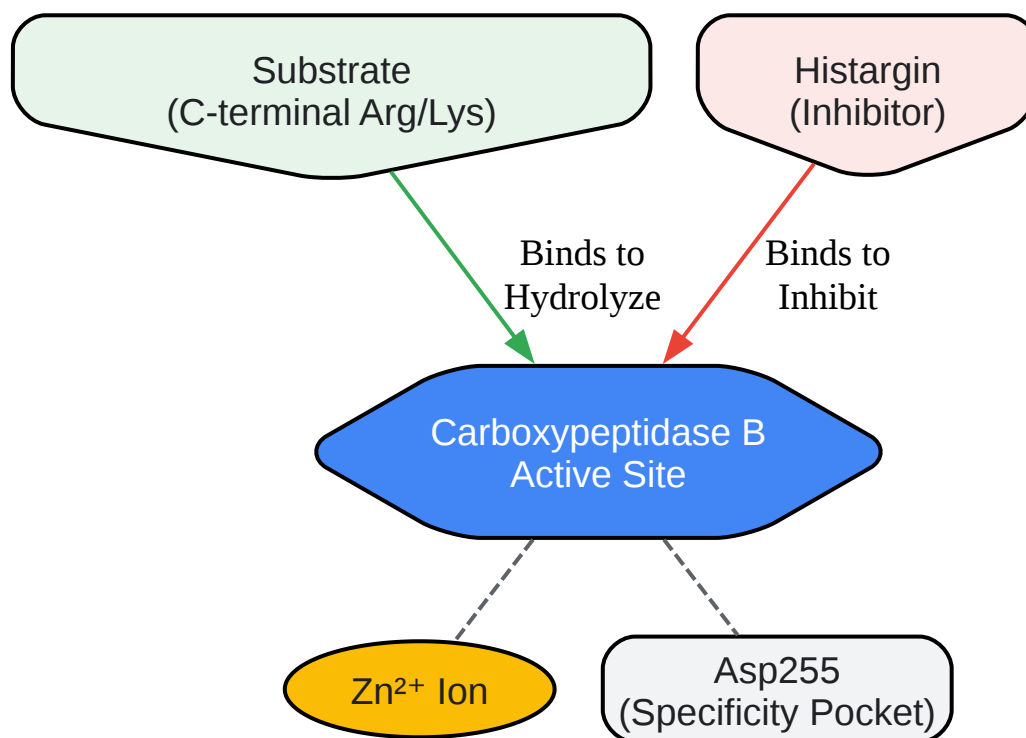 Substrate
(C-terminal Arg/Lys)
Histargin
(Inhibitor)
Binds to
Hydrolyze
Binds to
Inhibit
Carboxypeptidase B
Active Site
Zn²⁺ Ion
Asp255
(Specificity Pocket)